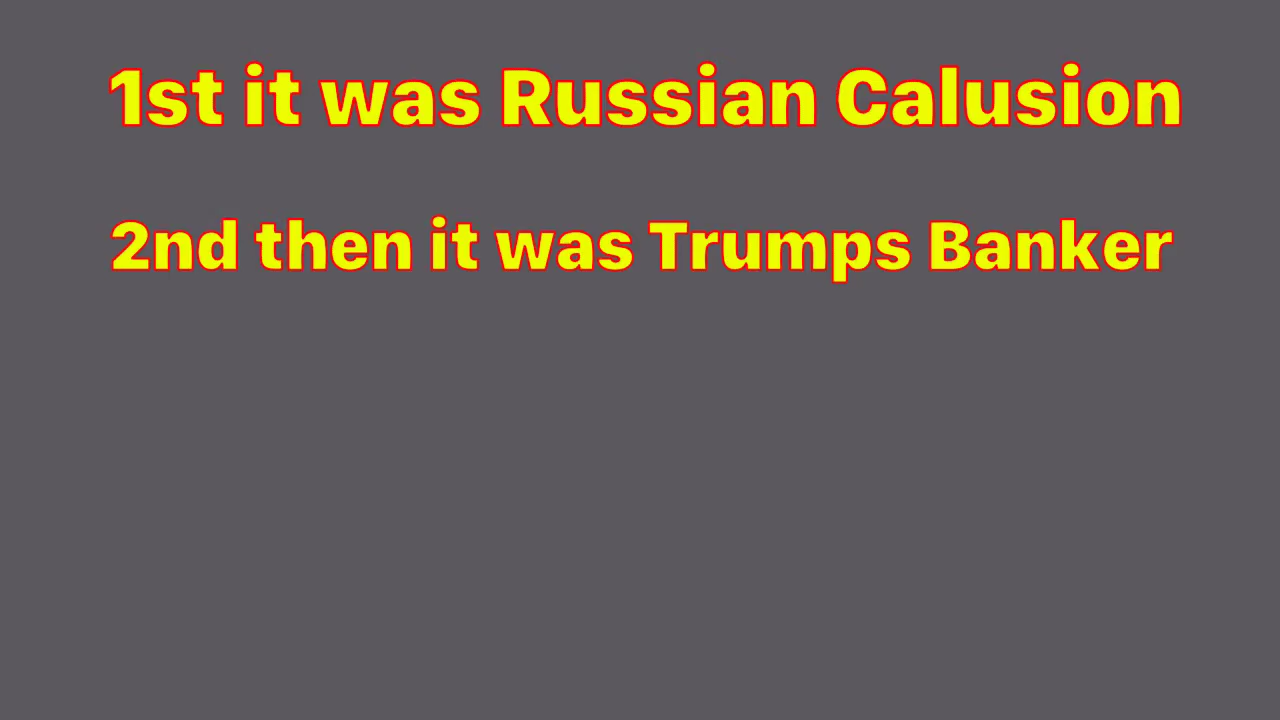 1st it was Russian Calusion
2nd then it was Trumps Banker